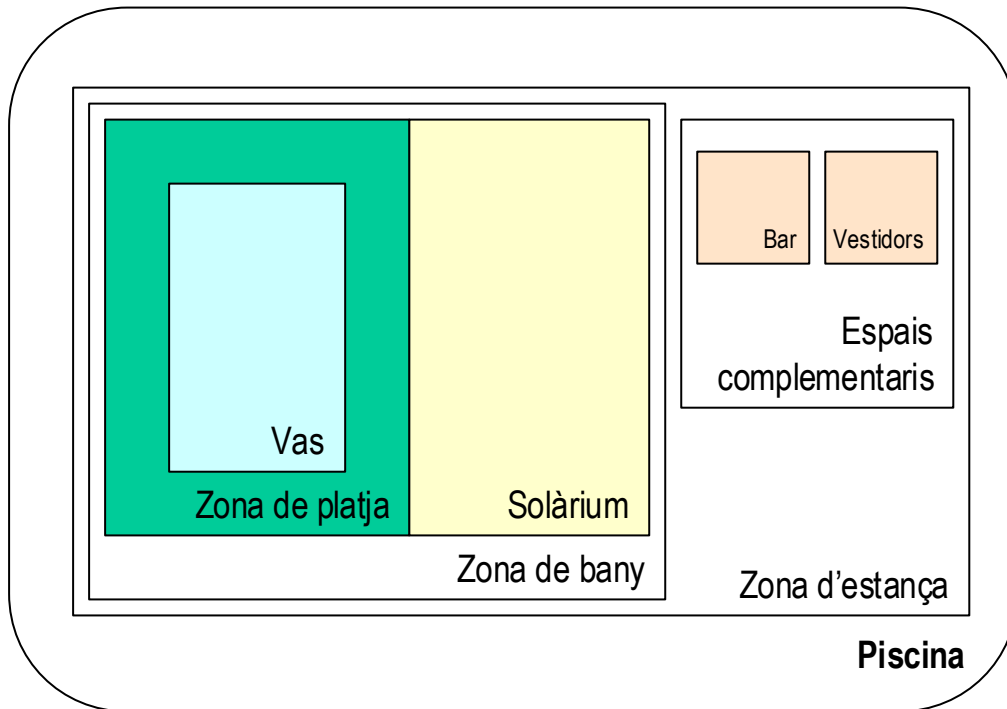 Bar
Vestidors
Espais
complementaris
Vas
Zona de platja
Solàrium
Zona de bany
Zona d’estança
Piscina